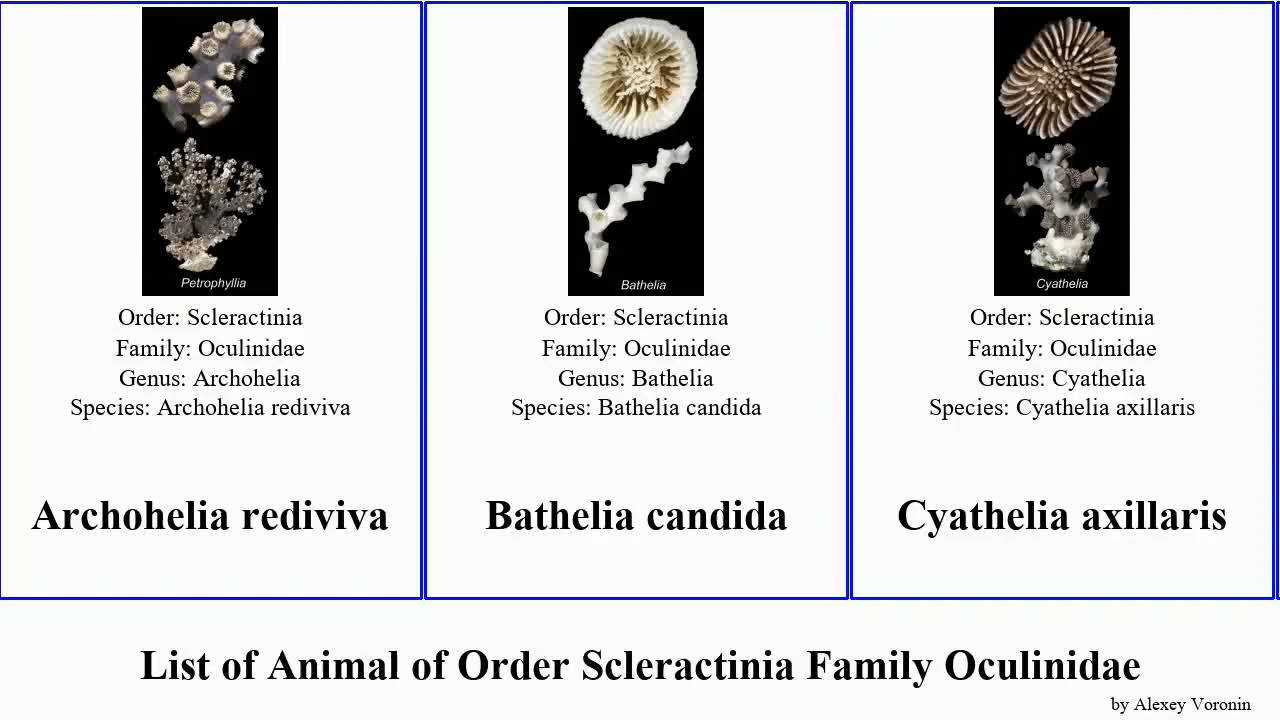 Petrophyllia
Order: Scleractinia
Family: Oculinidae
Genus: Archohelia
Species: Archohelia rediviva
Archohelia rediviva
Bathelia
Order: Scleractinia
Family: Oculinidae
Genus: Bathelia
Species: Bathelia candida
Bathelia candida
Cyathelia
Order: Scleractinia
Family: Oculinidae
Genus: Cyathelia
Species: Cyathelia axillaris
Cyathelia axillaris
List of Animal of Order Scleractinia Family Oculinidae
by Alexey Voronin